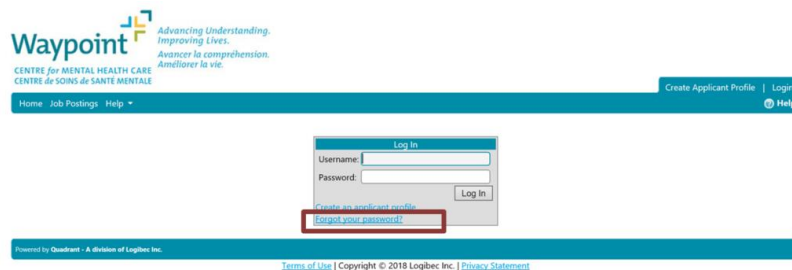 Waypoint
CENTRE for MENTAL HEALTH CARE
CENTRE de SOINS de SANTÉ MENTALE
Advancing Understanding.
Improving Lives.
Avancer la compréhension.
Améliorer la vie.
Create Applicant Profile | Login
Home Job Postings Help
Help
Log In
Username:
Password:
Log In
Create an applicant profile
Forgot your password?
Powered by Quadrant - A division of Logibec Inc.
Terms of Use | Copyright © 2018 Logibec Inc. | Privacy Statement